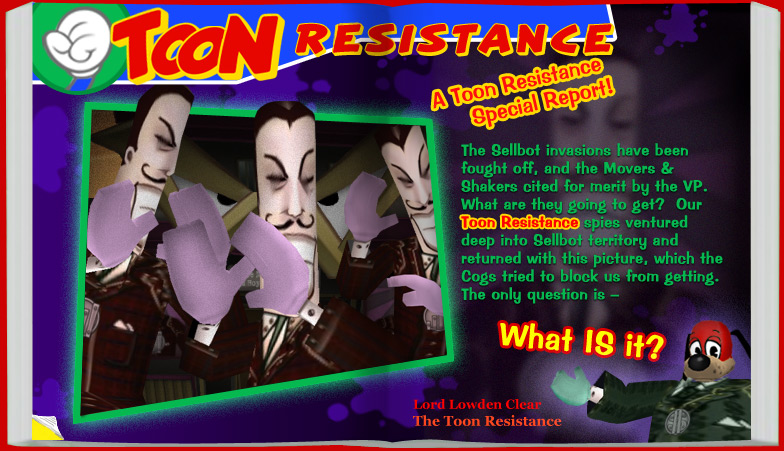 TOON RESISTANCE
A Toon Resistance
Special Report!
The Sellbot invasions have been
fought off, and the Movers &
Shakers cited for merit by the VP.
What are they going to get?  Our
Toon Resistance spies ventured
deep into Sellbot territory and
returned with this picture, which the
Cogs tried to block us from getting.
The only question is –
What IS it?
Lord Lowden Clear
The Toon Resistance